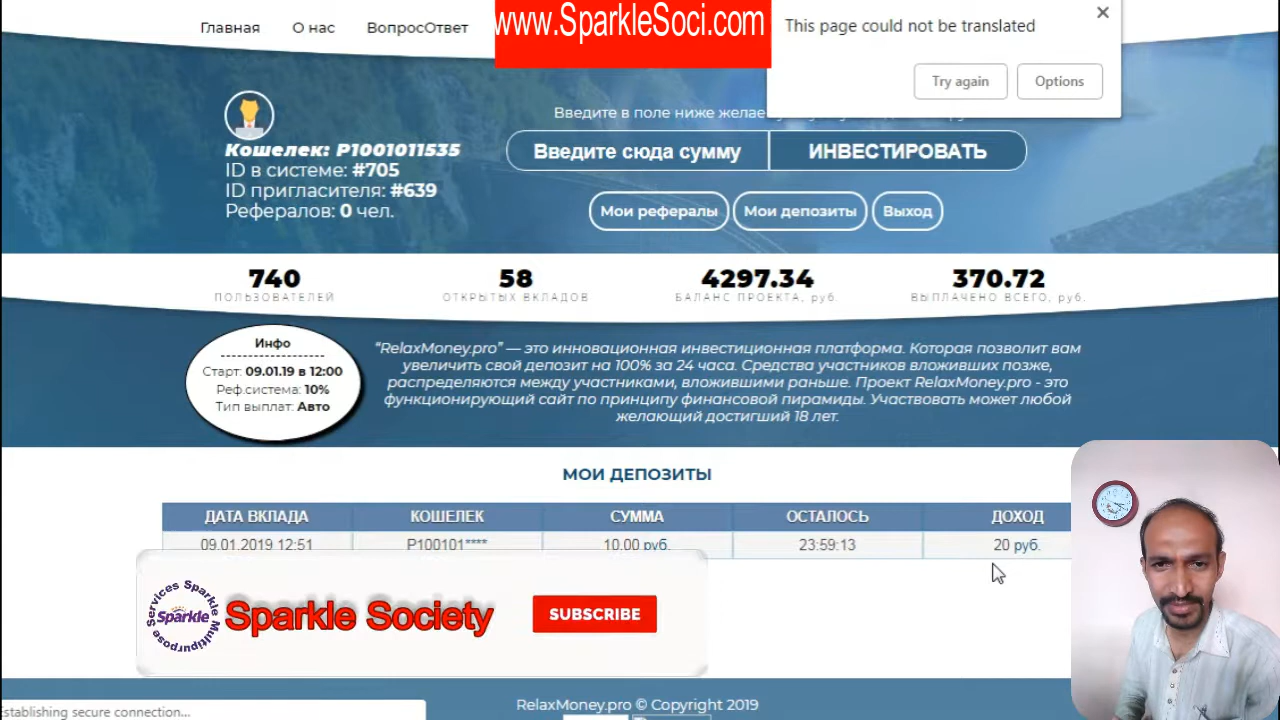 Главная О нас ВопросОтвет
www.SparkleSoci.com
This page could not be translated
Try again Options
Кошелек: P1001011535
ID в системе: #705
ID пригласителя: #639
Рефералов: 0 чел.
Введите в поле ниже
Введите сюда сумму ИНВЕСТИРОВАТЬ
Мои рефералы Мои депозиты Выход
740 58 4297.34 370.72
ПОЛЬЗОВАТЕЛЕЙ ОТКРЫТЫХ ВКЛАДОВ БАЛАНС ПРОЕКТА, руб. ВЫПЛАЧЕНО ВСЕГО, руб.
Инфо
--------------------
Старт: 09.01.19 в 12:00
Реф.система: 10%
Тип выплат: Авто
“RelaxMoney.pro” — это инновационная инвестиционная платформа. Которая позволит вам
увеличить свой депозит на 100% за 24 часа. Средства участников вложивших позже,
распределяются между участниками, вложившими раньше. Проект RelaxMoney.pro - это
функционирующий сайт по принципу финансовой пирамиды. Участвовать может любой
желающий достигший 18 лет.
МОИ ДЕПОЗИТЫ
ДАТА ВКЛАДА КОШЕЛЕК СУММА ОСТАЛОСЬ ДОХОД
09.01.2019 12:51 P100101**** 10.00 руб. 23:59:13 20 руб.
Services Sparkle Multipurpose
Sparkle
Sparkle Society
SUBSCRIBE
RelaxMoney.pro © Copyright 2019
Establishing secure connection...